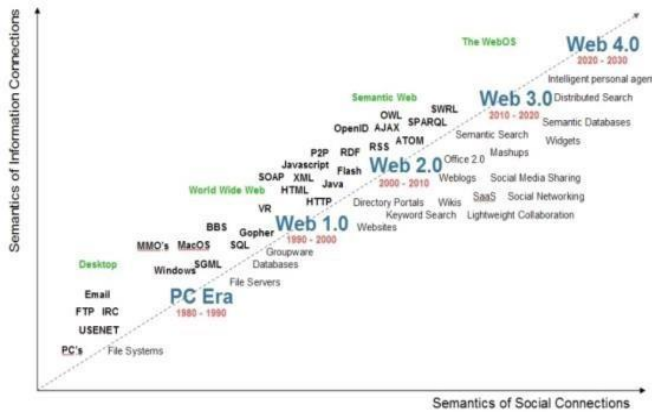 Semantics of Information Connections
The WebOS
Web 4.0
2020 - 2030
Intelligent personal agen
Semantic Web
Web 3.0
2010 - 2020
Distributed Search
SWRL
OWL
SPARQL
OpenID
AJAX
Semantic Databases
ATOM
Semantic Search
Widgets
P2P
RDF
RSS
Mashups
Javascript
Web 2.0
2000 - 2010
Office 2.0
Flash
SOAP
XML
Java
Weblogs
Social Media Sharing
World Wide Web
HTML
HTTP
Directory Portals
Wikis
SaaS
Social Networking
VR
Keyword Search
Lightweight Collaboration
Web 1.0
1990 - 2000
Websites
BBS
Gopher
MMO's
MacOS
SQL
Groupware
Desktop
Windows
SGML
Databases
File Servers
Email
PC Era
1980 - 1990
FTP
IRC
USENET
PC's
File Systems
Semantics of Social Connections